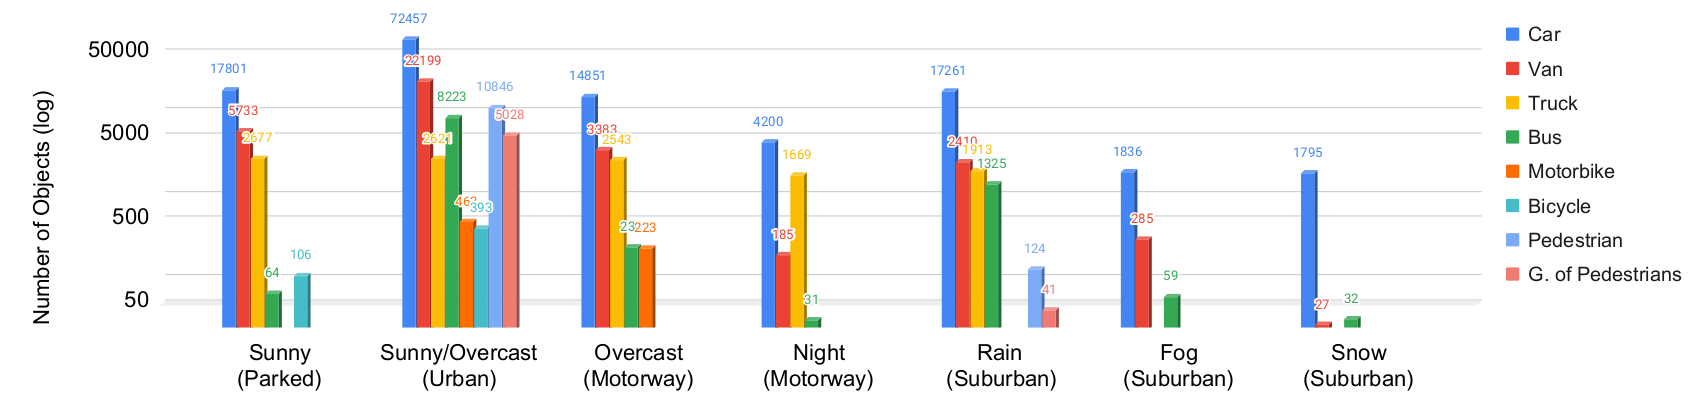 Number of Objects (log)
50000
5000
500
50
17801
5733
2677
64
106
72457
22199
2621
8223
393
10846
5028
14851
3383
2543
223
4200
185
1669
31
17261
2410
1913
1325
124
41
1836
285
59
1795
27
32
Sunny
(Parked)
Sunny/Overcast
(Urban)
Overcast
(Motorway)
Night
(Motorway)
Rain
(Suburban)
Fog
(Suburban)
Snow
(Suburban)
Car
Van
Truck
Bus
Motorbike
Bicycle
Pedestrian
G. of Pedestrians